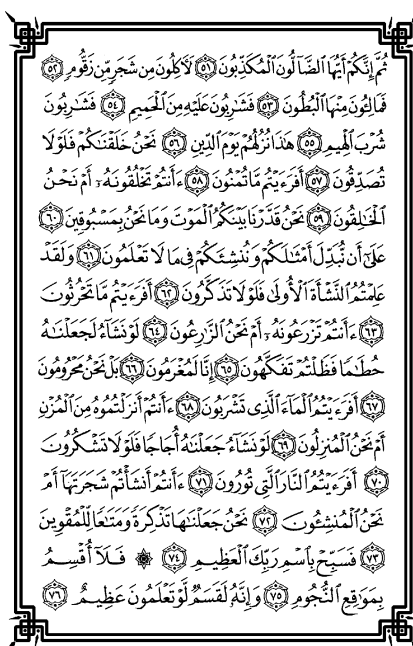 ثُمَّ إِنَّكُمْ أَيُّهَا ٱلضَّآلُّونَ ٱلْمُكَذِّبُونَ ٥١ لَأٓكِلُونَ مِن شَجَرٖ مِّن زَقُّومٖ ٥٢
فَمَالِـُٔونَ مِنْهَا ٱلْبُطُونَ ٥٣ فَشَٰرِبُونَ عَلَيْهِ مِنَ ٱلْحَمِيمِ ٥٤ فَشَٰرِبُونَ
شُرْبَ ٱلْهِيمِ ٥٥ هَٰذَا نُزُلُهُمْ يَوْمَ ٱلدِّينِ ٥٦ نَحْنُ خَلَقْنَٰكُمْ فَلَوْلَا
تُصَدِّقُونَ ٥٧ أَفَرَءَيْتُم مَّا تُمْنُونَ ٥٨ ءَأَنتُمْ تَخْلُقُونَهُۥٓ أَمْ نَحْنُ
ٱلْخَٰلِقُونَ ٥٩ نَحْنُ قَدَّرْنَا بَيْنَكُمُ ٱلْمَوْتَ وَمَا نَحْنُ بِمَسْبُوقِينَ ٦٠
عَلَىٰٓ أَن نُّبَدِّلَ أَمْثَٰلَكُمْ وَنُنشِئَكُمْ فِي مَا لَا تَعْلَمُونَ ٦١ وَلَقَدْ
عَلِمْتُمُ ٱلنَّشْأَةَ ٱلْأُولَىٰ فَلَوْلَا تَذَكَّرُونَ ٦٢ أَفَرَءَيْتُم مَّا تَحْرُثُونَ
٦٣ ءَأَنتُمْ تَزْرَعُونَهُۥٓ أَمْ نَحْنُ ٱلزَّٰرِعُونَ ٦٤ لَوْ نَشَآءُ لَجَعَلْنَٰهُ
حُطَٰمٗا فَظَلْتُمْ تَفَكَّهُونَ ٦٥ إِنَّا لَمُغْرَمُونَ ٦٦ بَلْ نَحْنُ مَحْرُومُونَ
٦٧ أَفَرَءَيْتُمُ ٱلْمَآءَ ٱلَّذِي تَشْرَبُونَ ٦٨ ءَأَنتُمْ أَنزَلْتُمُوهُ مِنَ ٱلْمُزْنِ
أَمْ نَحْنُ ٱلْمُنزِلُونَ ٦٩ لَوْ نَشَآءُ جَعَلْنَٰهُ أُجَاجٗا فَلَوْلَا تَشْكُرُونَ
٧٠ أَفَرَءَيْتُمُ ٱلنَّارَ ٱلَّتِي تُورُونَ ٧١ ءَأَنتُمْ أَنشَأْتُمْ شَجَرَتَهَآ أَمْ
نَحْنُ ٱلْمُنشِـُٔونَ ٧٢ نَحْنُ جَعَلْنَٰهَا تَذْكِرَةٗ وَمَتَٰعٗا لِّلْمُقْوِينَ
٧٣ فَسَبِّحْ بِٱسْمِ رَبِّكَ ٱلْعَظِيمِ ٧٤ ۞ فَلَآ أُقْسِمُ
بِمَوَٰقِعِ ٱلنُّجُومِ ٧٥ وَإِنَّهُۥ لَقَسَمٞ لَّوْ تَعْلَمُونَ عَظِيمٌ ٧٦